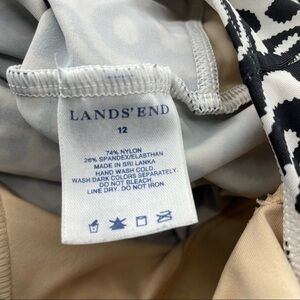 LANDS' END
12
74% NYLON
26% SPANDEX/ELASTHAN
MADE IN SRI LANKA
HAND WASH COLD.
WASH DARK COLORS SEPARATELY.
DO NOT BLEACH.
LINE DRY. DO NOT IRON.